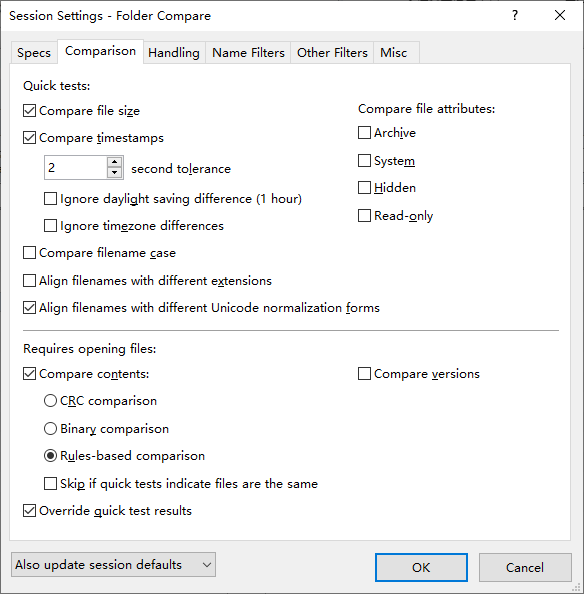 Session Settings - Folder Compare
?
Specs
Comparison
Handling
Name Filters
Other Filters
Misc
Quick tests:
Compare file size
Compare timestamps
2
second tolerance
Ignore daylight saving difference (1 hour)
Ignore timezone differences
Compare filename case
Align filenames with different extensions
Align filenames with different Unicode normalization forms
Compare file attributes:
Archive
System
Hidden
Read-only
Requires opening files:
Compare contents:
CRC comparison
Binary comparison
Rules-based comparison
Skip if quick tests indicate files are the same
Override quick test results
Compare versions
Also update session defaults
OK
Cancel